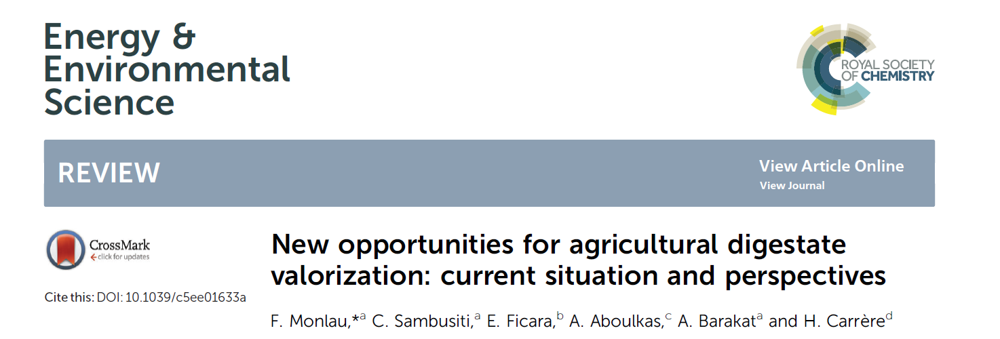 Energy &
Environmental
Science
ROYAL SOCIETY
OF CHEMISTRY
REVIEW
View Article Online
View Journal
CrossMark
click for updates
Cite this: DOI: 10.1039/c5ee01633a
New opportunities for agricultural digestate
valorization: current situation and perspectives
F. Monlau,*a C. Sambusiti,a E. Ficara,b A. Aboulkas,c A. Barakata and H. Carrèred